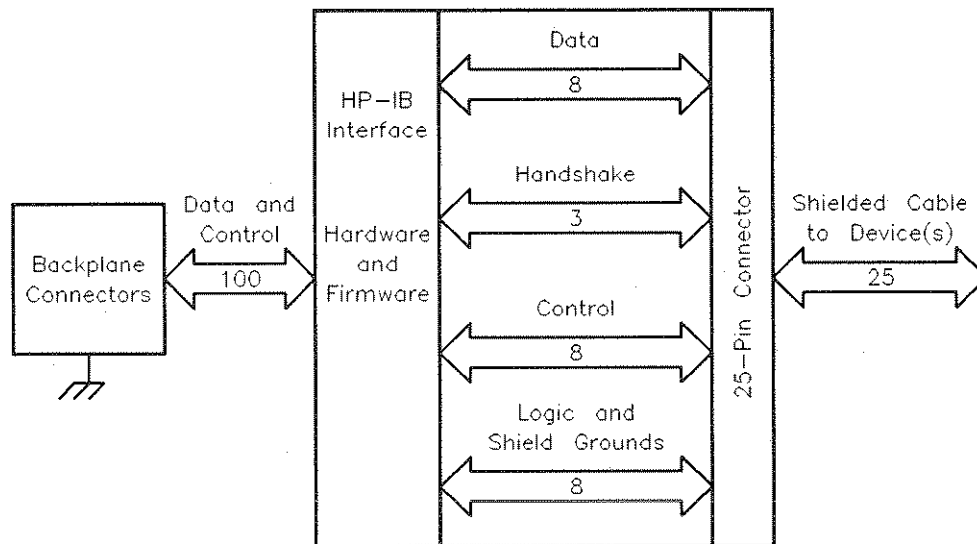 Backplane
Connectors
Data and
Control
100
HP-IB
Interface
Hardware
and
Firmware
Data
8
Handshake
3
Control
8
Logic and
Shield Grounds
8
25-Pin Connector
Shielded Cable
to Device(s)
25